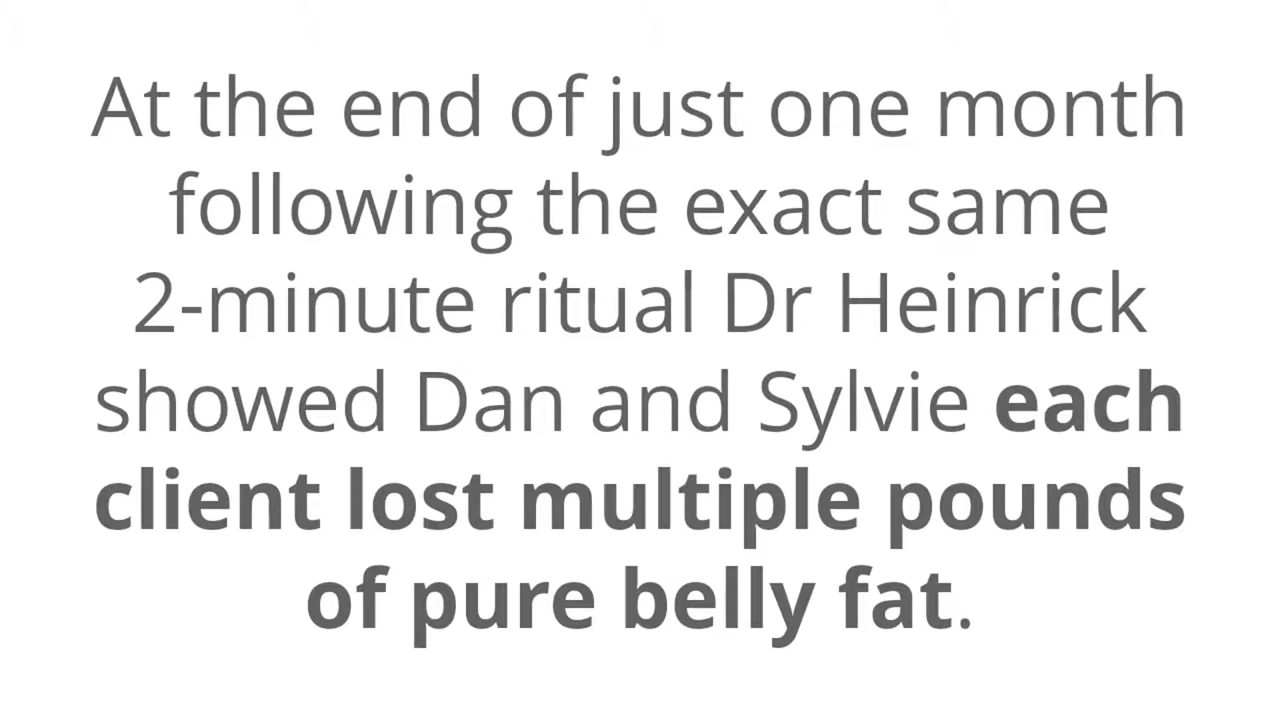 At the end of just one month
following the exact same
2-minute ritual Dr Heinrick
showed Dan and Sylvie each
client lost multiple pounds
of pure belly fat.